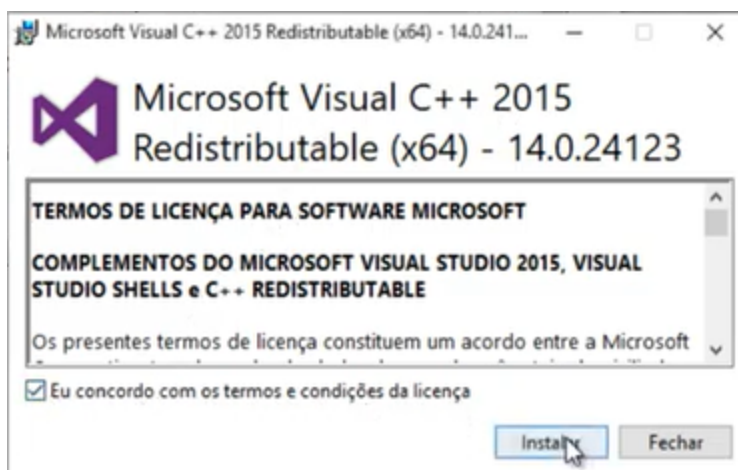 Microsoft Visual C++ 2015 Redistributable (x64) - 14.0.241...
Microsoft Visual C++ 2015
Redistributable (x64) - 14.0.24123
TERMOS DE LICENÇA PARA SOFTWARE MICROSOFT
COMPLEMENTOS DO MICROSOFT VISUAL STUDIO 2015, VISUAL
STUDIO SHELLS e C++ REDISTRIBUTABLE
Os presentes termos de licença constituem um acordo entre a Microsoft
Eu concordo com os termos e condições da licença
Instalar Fechar